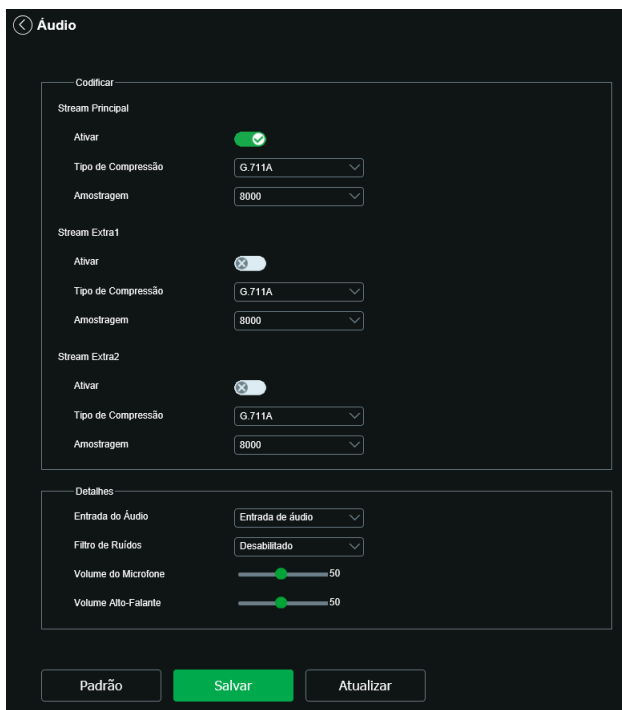 Áudio
Codificar
Stream Principal
Ativar
Tipo de Compressão G.711A
Amostragem 8000
Stream Extra1
Ativar
Tipo de Compressão G.711A
Amostragem 8000
Stream Extra2
Ativar
Tipo de Compressão G.711A
Amostragem 8000
Detalhes
Entrada do Áudio Entrada de áudio
Filtro de Ruídos Desabilitado
Volume do Microfone 50
Volume Alto-Falante 50
Padrão Salvar Atualizar